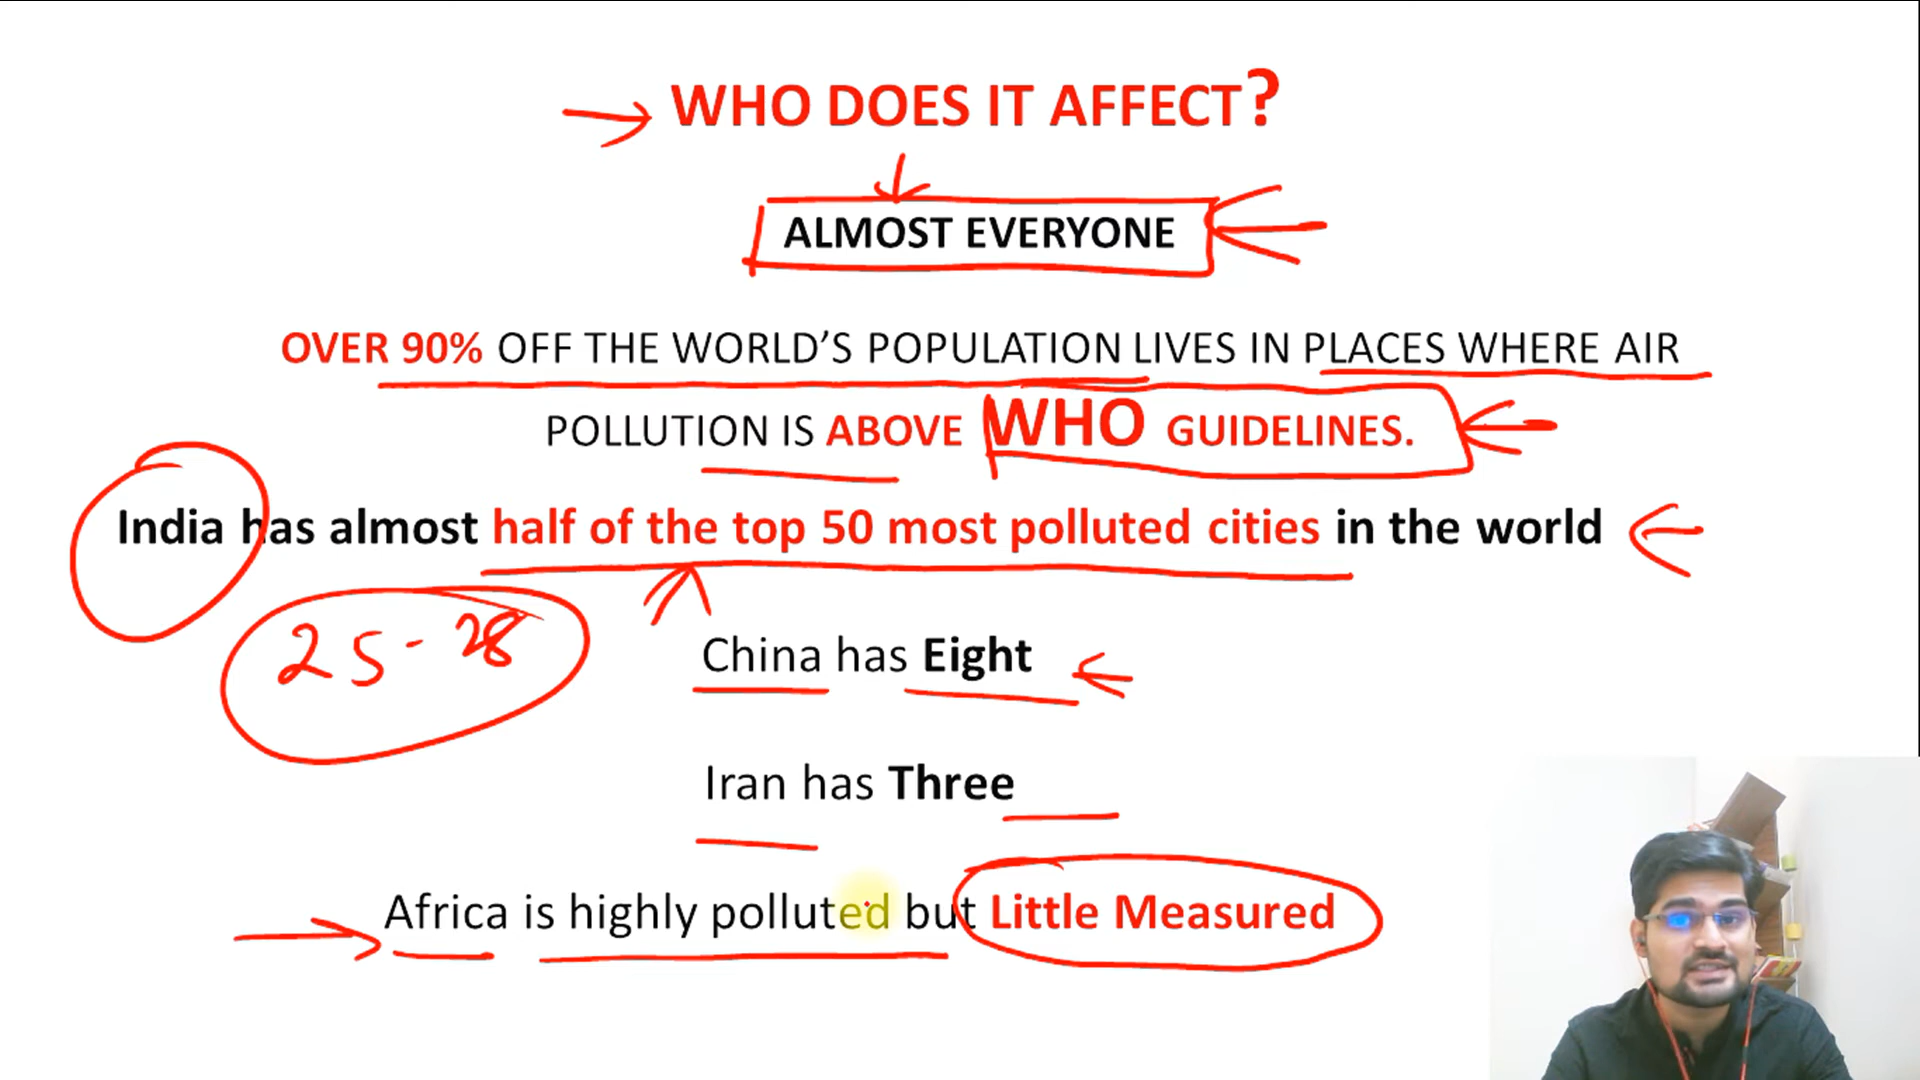 WHO DOES IT AFFECT?
ALMOST EVERYONE
OVER 90% OFF THE WORLD'S POPULATION LIVES IN PLACES WHERE AIR
POLLUTION IS ABOVE WHO GUIDELINES.
India has almost half of the top 50 most polluted cities in the world
25-28
China has Eight
Iran has Three
Africa is highly polluted but Little Measured